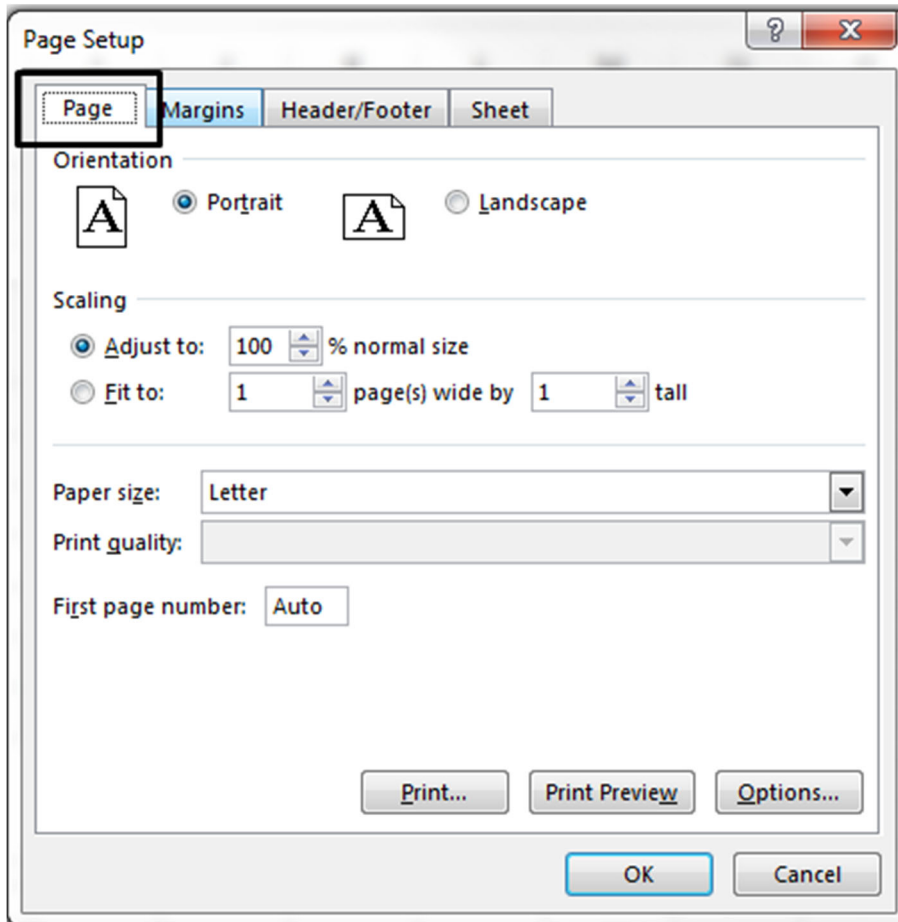 Page Setup
Page Margins Header/Footer Sheet
Orientation
A Portrait A Landscape
Scaling
Adjust to: 100 % normal size
Fit to: 1 page(s) wide by 1 tall
Paper size: Letter
Print quality:
First page number: Auto
Print... Print Preview Options...
OK Cancel